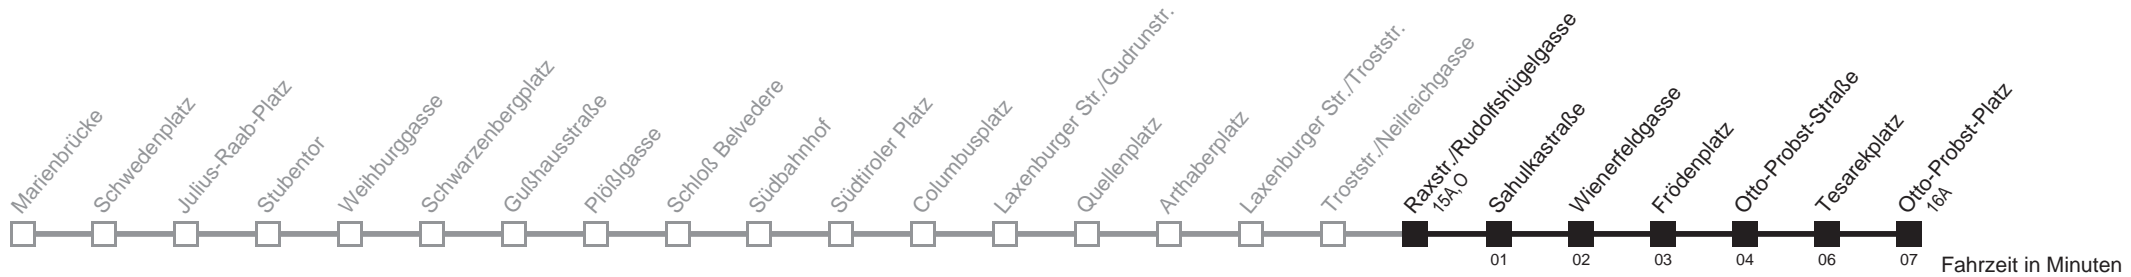 Marienbrücke
Schwedenplatz
Julius-Raab-Platz
Stubentor
Weihburggasse
Schwarzenbergplatz
Gußhausstraße
Plößlgasse
Schloß Belvedere
Südbahnhof
Südtiroler Platz
Columbusplatz
Laxenburger Str./Gudrunstr.
Quellenplatz
Arthaberplatz
Laxenburger Str./Troststr.
Troststr./Neilreichgasse
Raxstr./Rudolfshügelgasse
15A,O
Sahulkastraße
Wienerfeldgasse
Frödenplatz
Otto-Probst-Straße
Tesarekplatz
Otto-Probst-Platz
16A
01 02 03 04 06 07
Fahrzeit in Minuten